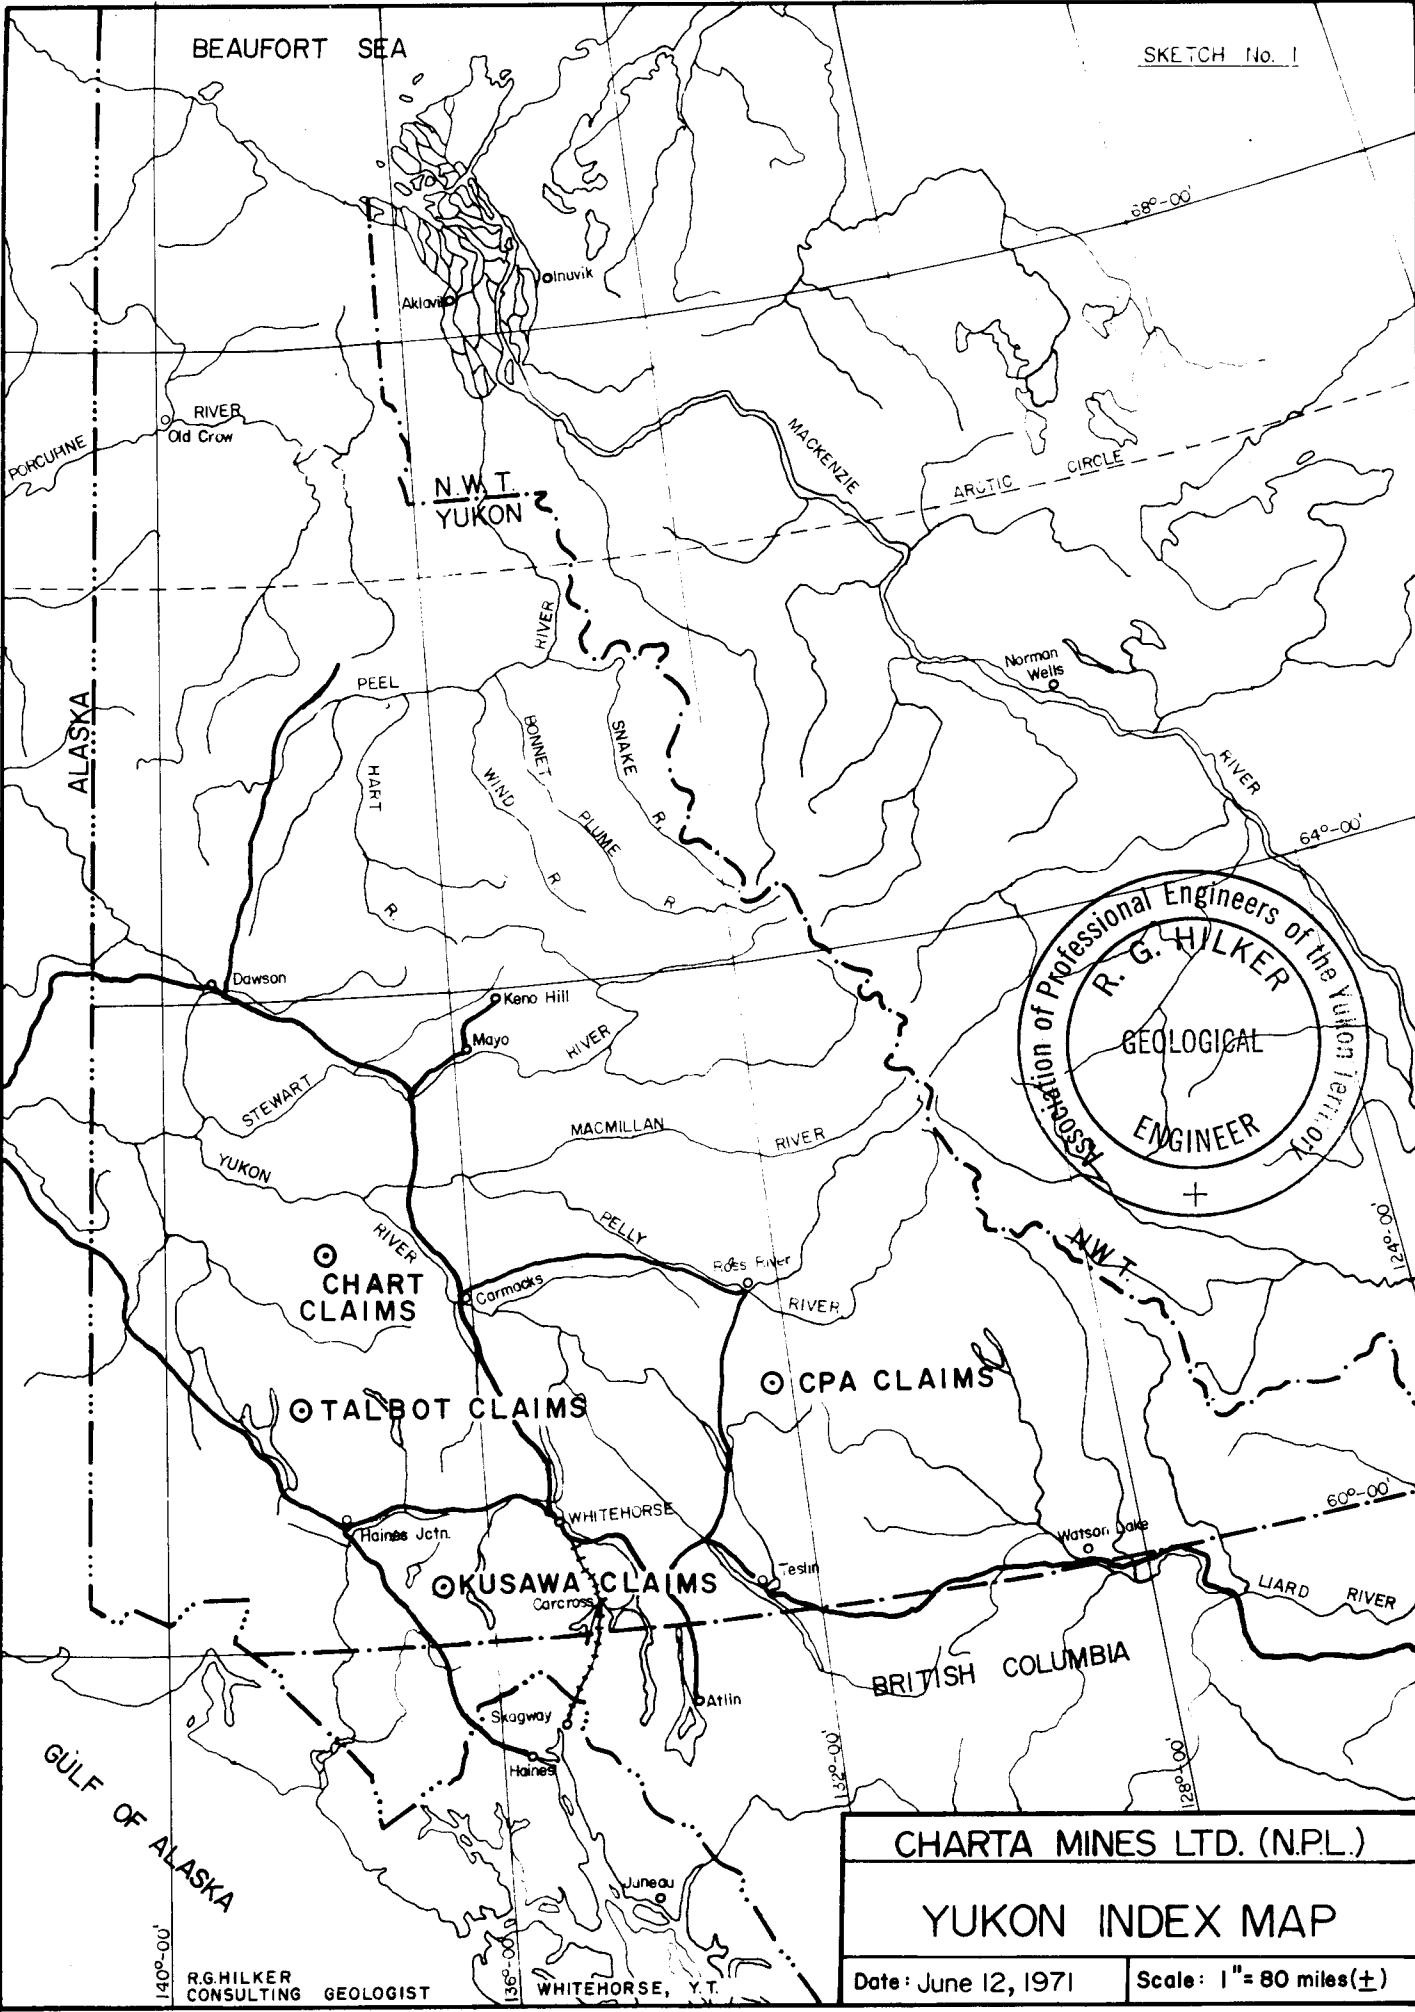 BEAUFORT SEA
SKETCH No. 1
68°-00'
Inuvik
Aklavik
RIVER
Old Crow
PORCUPINE
MACKENZIE
ARCTIC CIRCLE
N.W.T.
YUKON
RIVER
Norman
Wells
PEEL
ALASKA
BONNET
SNAKE
HART
WIND
PLUME
R.
RIVER
64°-00'
R
R
R.
Association of Professional Engineers of the Yukon Territory
R. G. HILKER
GEOLOGICAL
ENGINEER
Dawson
Keno Hill
Mayo
RIVER
STEWART
MACMILLAN
RIVER
YUKON
RIVER
PELLY
Ross River
RIVER
N.W.T.
124°-00'
CHART
CLAIMS
Carmacks
CPA CLAIMS
TALBOT CLAIMS
60°-00'
WHITEHORSE
Haines Jctn.
Watson Lake
Teslin
KUSAWA CLAIMS
Carcross
LIARD RIVER
BRITISH COLUMBIA
Atlin
Skagway
Haines
GULF OF ALASKA
132°-00'
128°-00'
Juneau
140°-00'
136°-00'
R.G.HILKER
CONSULTING GEOLOGIST
WHITEHORSE, Y.T.
CHARTA MINES LTD. (N.P.L.)
YUKON INDEX MAP
Date: June 12, 1971
Scale: 1"= 80 miles(±)